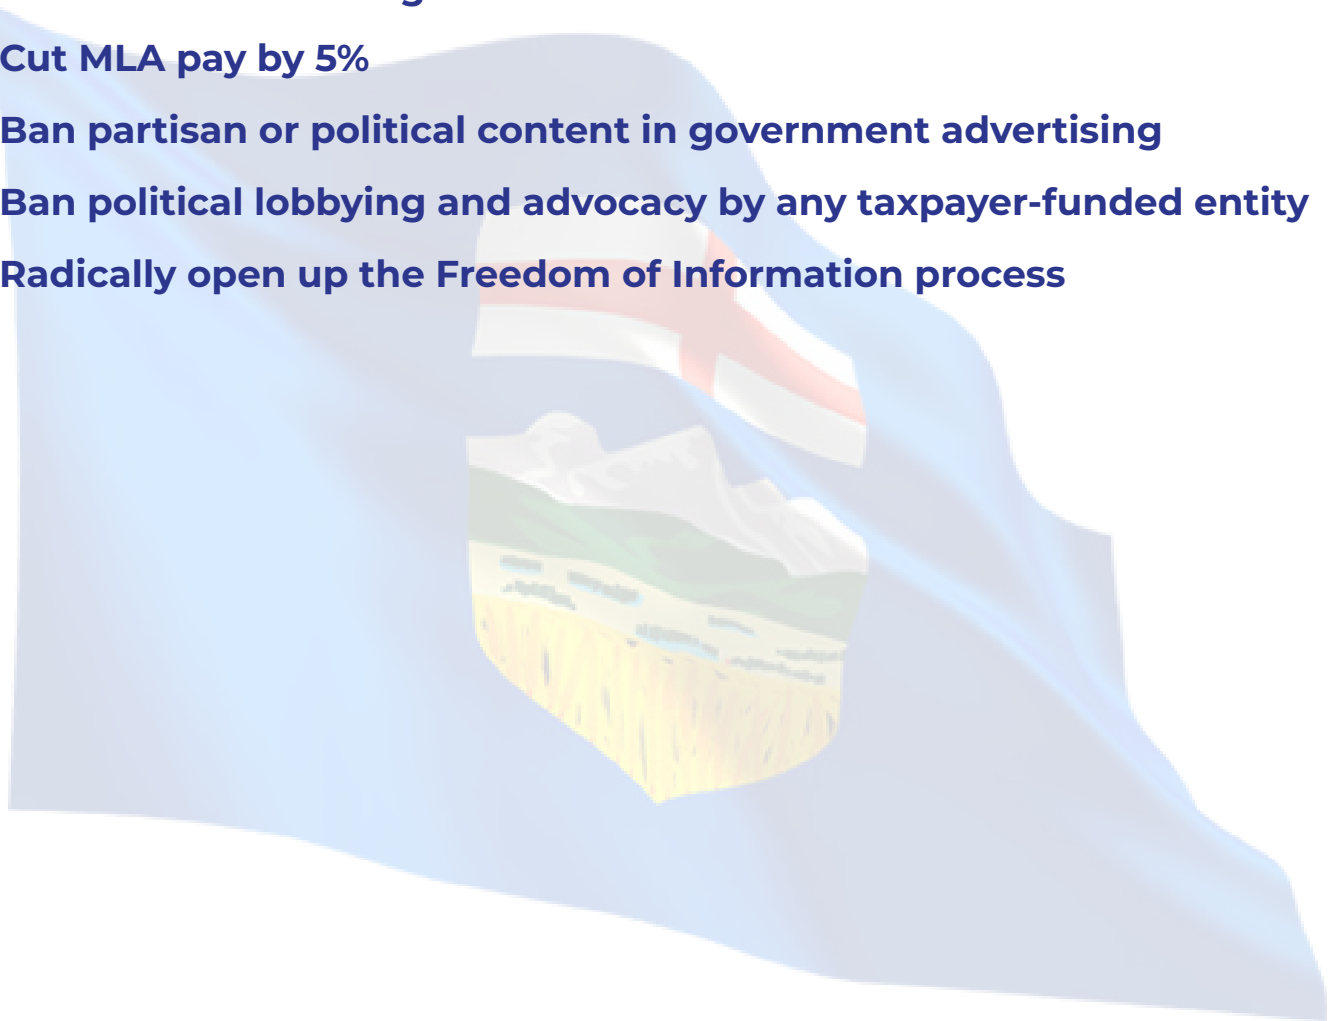 Cut MLA pay by 5%
Ban partisan or political content in government advertising
Ban political lobbying and advocacy by any taxpayer-funded entity
Radically open up the Freedom of Information process